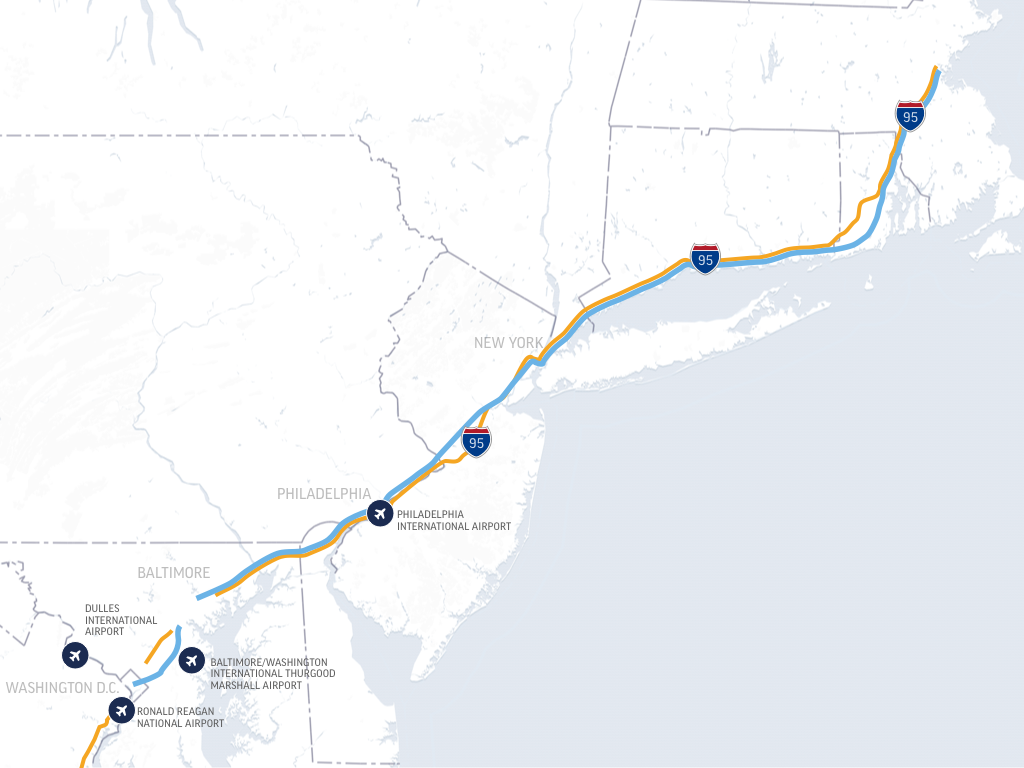 95
95
NEW YORK
95
PHILADELPHIA
PHILADELPHIA
INTERNATIONAL AIRPORT
BALTIMORE
DULLES
INTERNATIONAL
AIRPORT
BALTIMORE/WASHINGTON
INTERNATIONAL THURGOOD
MARSHALL AIRPORT
WASHINGTON D.C.
RONALD REAGAN
NATIONAL AIRPORT